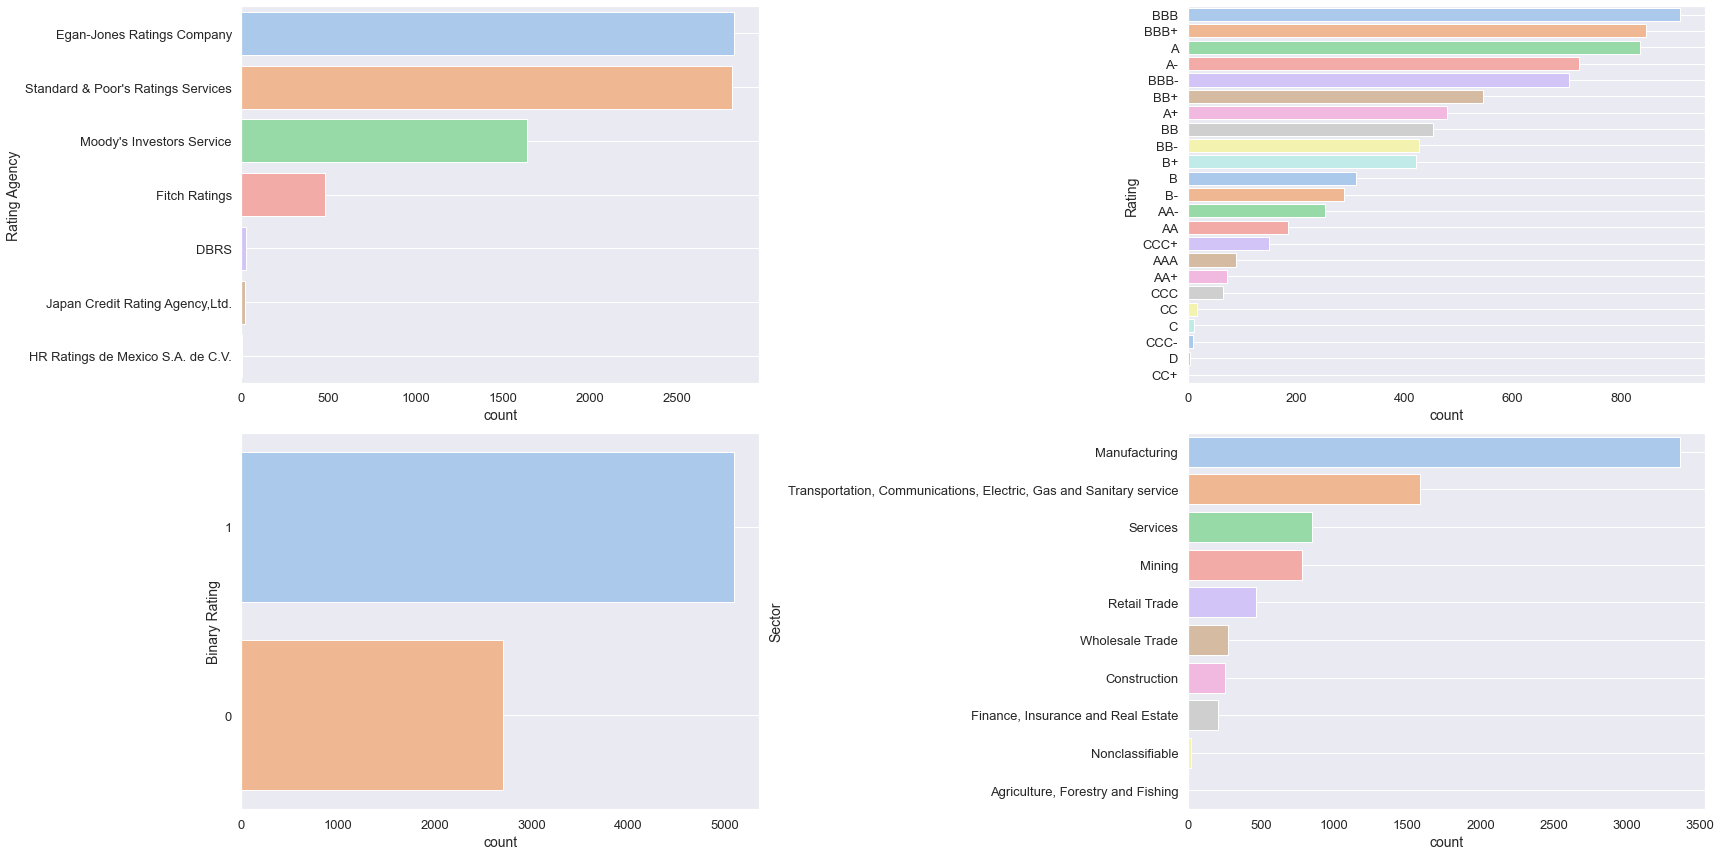 Rating Agency
Egan-Jones Ratings Company
Standard & Poor's Ratings Services
Moody's Investors Service
Fitch Ratings
DBRS
Japan Credit Rating Agency,Ltd.
HR Ratings de Mexico S.A. de C.V.
0 500 1000 1500 2000 2500
count
Rating
BBB
BBB+
A
A-
BBB-
BB+
A+
BB
BB-
B+
B
B-
AA-
AA
CCC+
AAA
AA+
CCC
CC
C
CCC-
D
CC+
0 200 400 600 800
count
Binary Rating
1
0
0 1000 2000 3000 4000 5000
count
Sector
Manufacturing
Transportation, Communications, Electric, Gas and Sanitary service
Services
Mining
Retail Trade
Wholesale Trade
Construction
Finance, Insurance and Real Estate
Nonclassifiable
Agriculture, Forestry and Fishing
0 500 1000 1500 2000 2500 3000 3500
count